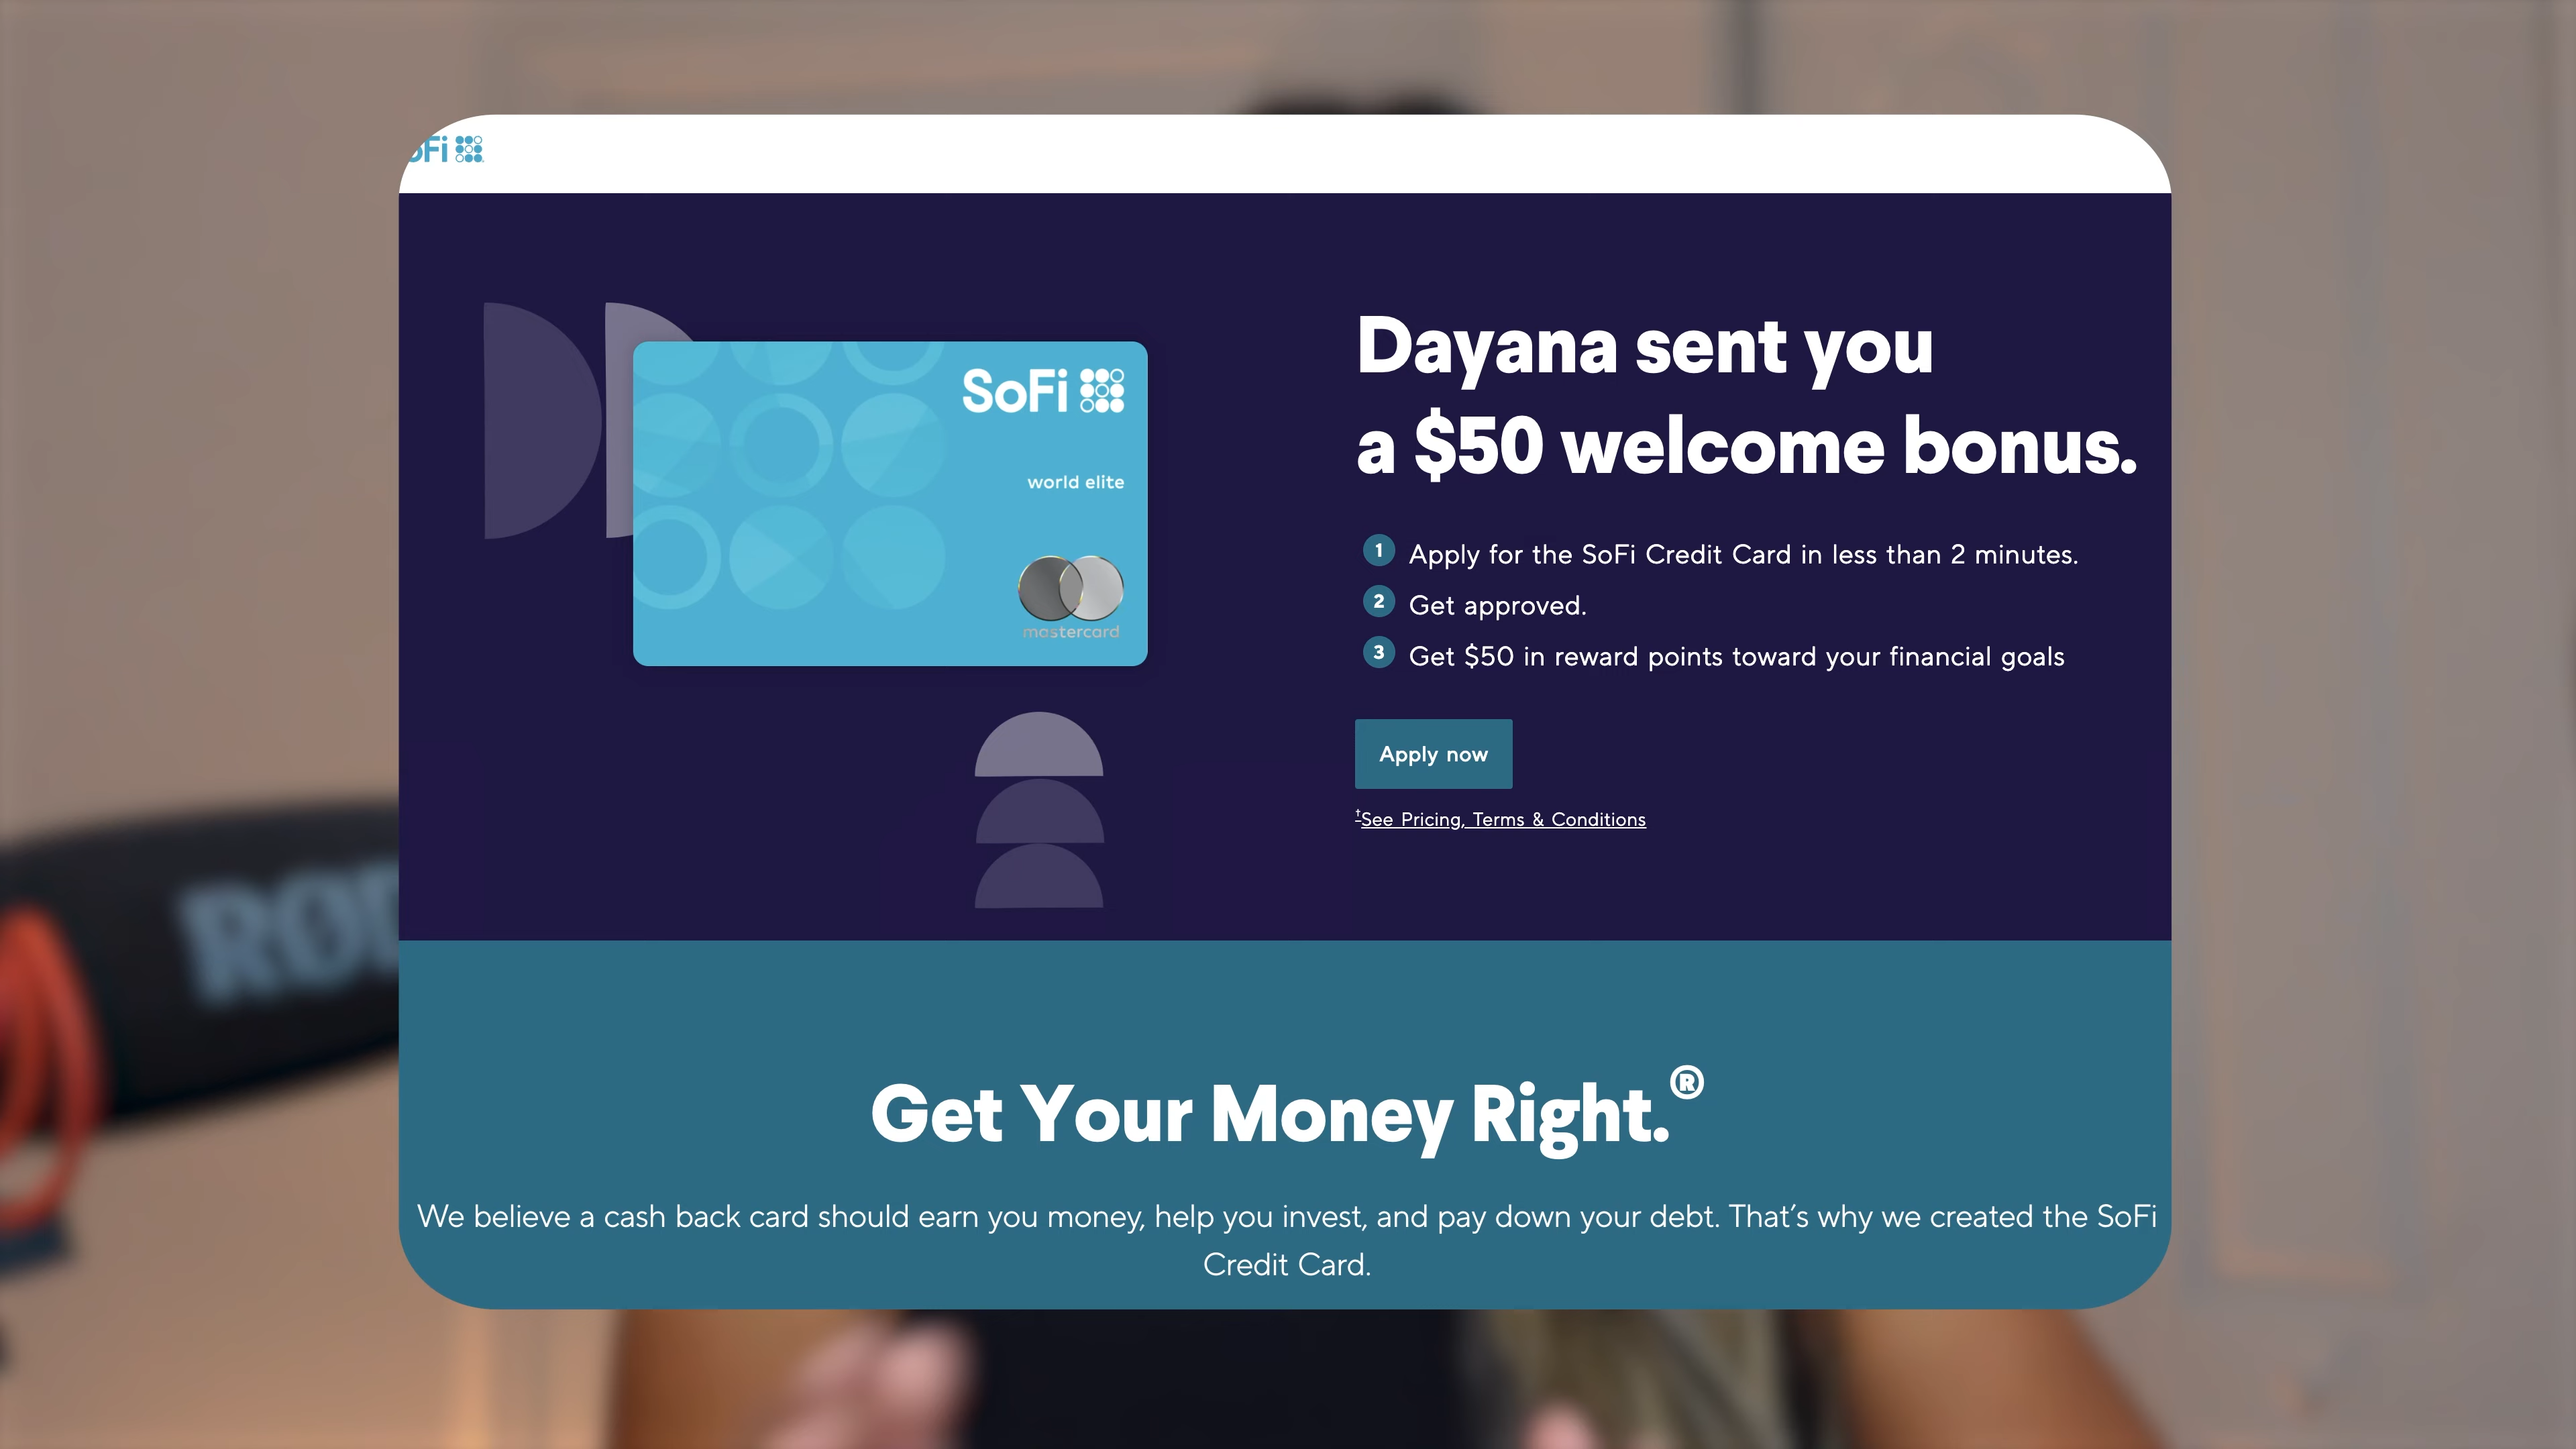 SoFi
world elite
mastercard
Dayana sent you
a $50 welcome bonus.
1 Apply for the SoFi Credit Card in less than 2 minutes.
2 Get approved.
3 Get $50 in reward points toward your financial goals
Apply now
†See Pricing, Terms & Conditions
Get Your Money Right.®
We believe a cash back card should earn you money, help you invest, and pay down your debt. That's why we created the SoFi
Credit Card.